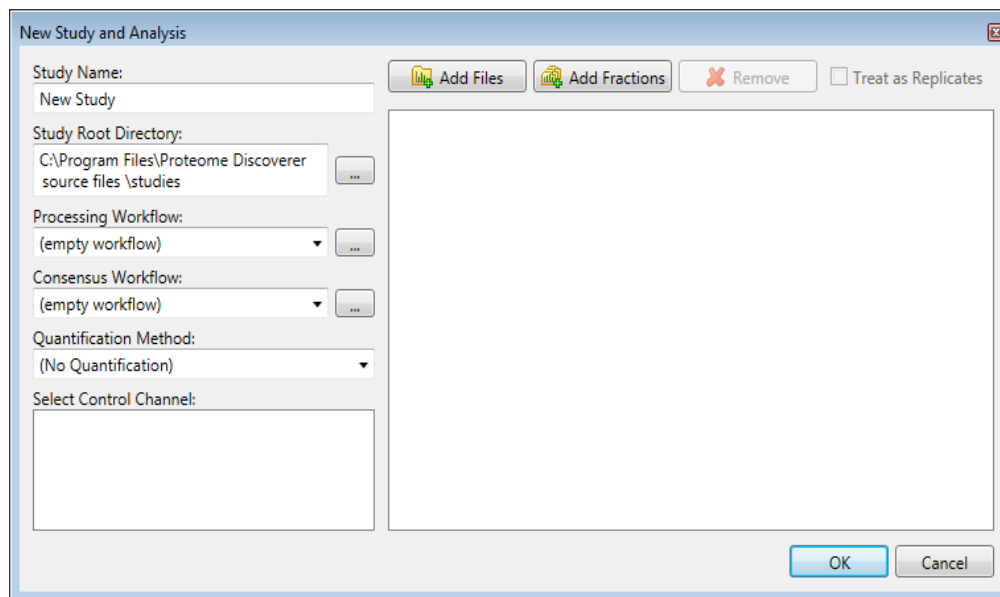 New Study and Analysis
Study Name:
New Study
Study Root Directory:
C:\Program Files\Proteome Discoverer
source files \studies
...
Processing Workflow:
(empty workflow)
...
Consensus Workflow:
(empty workflow)
...
Quantification Method:
(No Quantification)
Select Control Channel:
Add Files
Add Fractions
Remove
Treat as Replicates
OK
Cancel